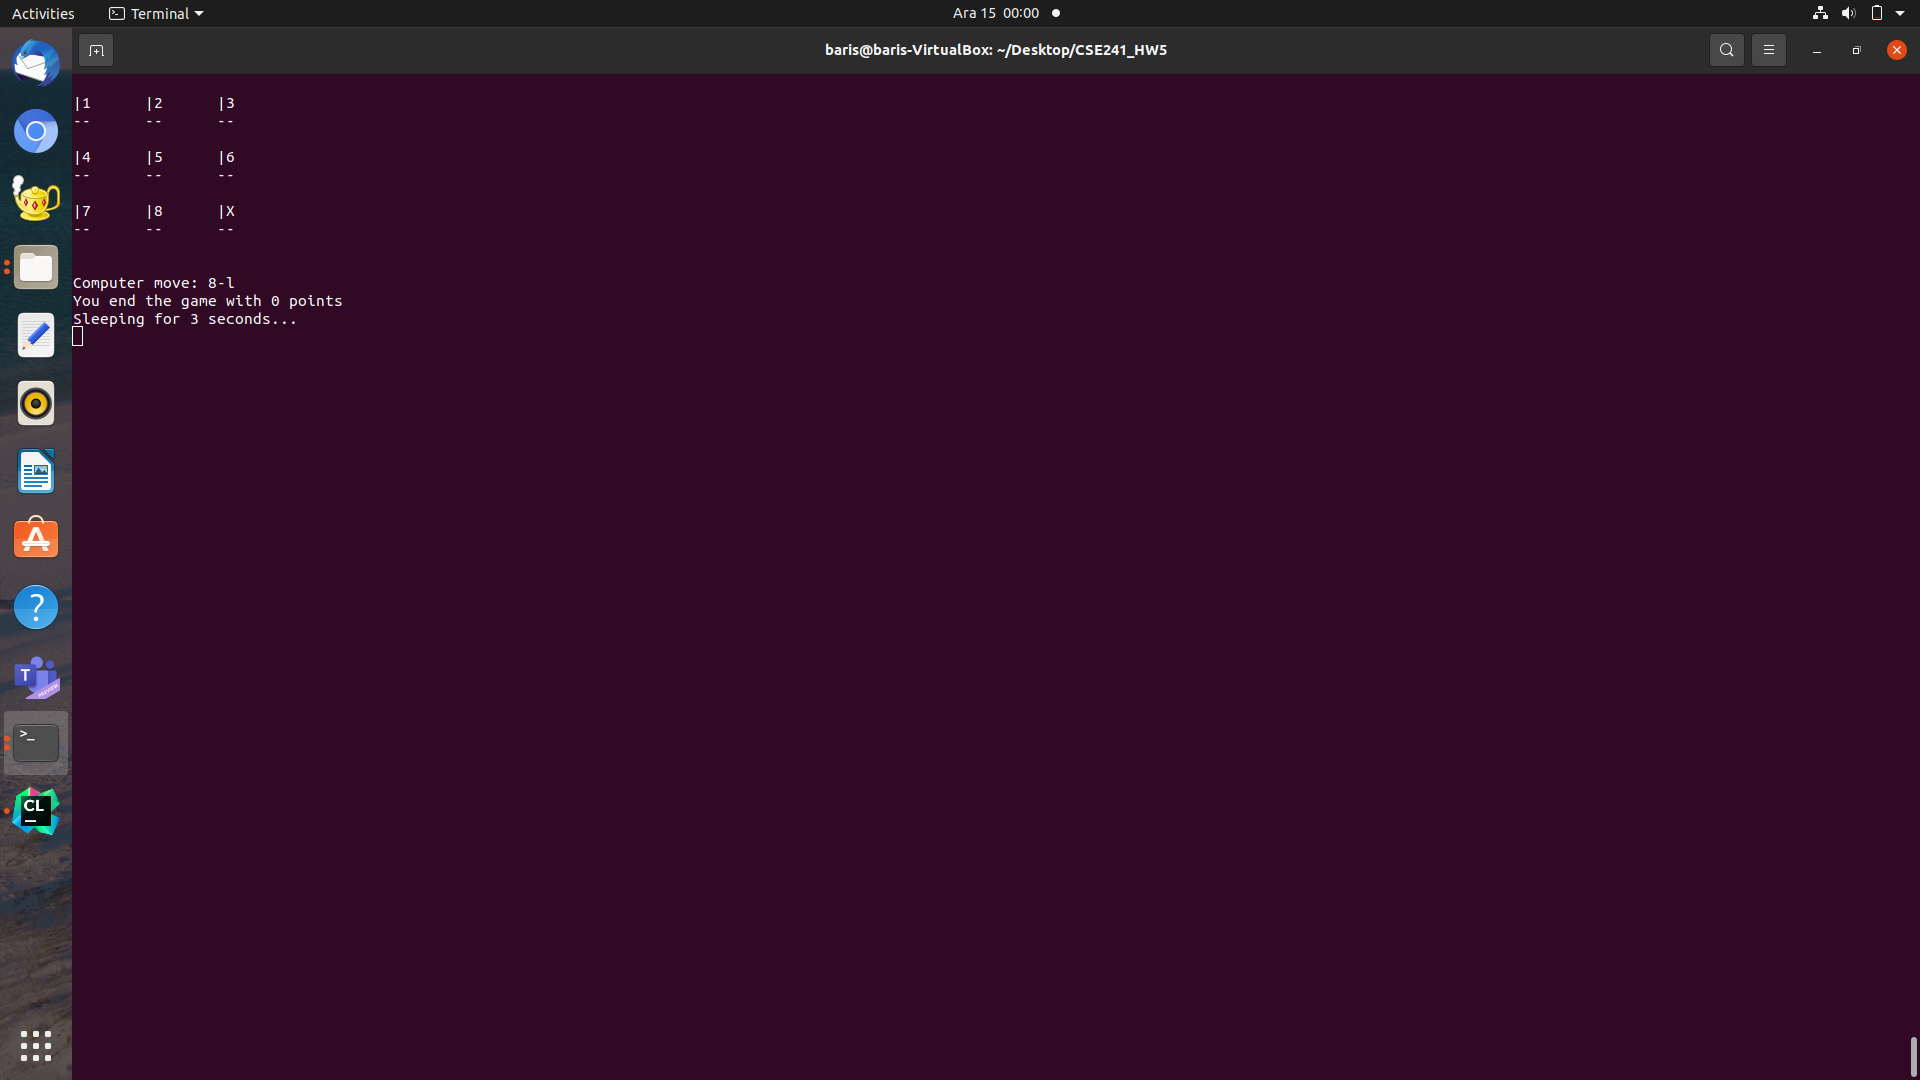 Activities Terminal Ara 15 00:00
baris@baris-VirtualBox: ~/Desktop/CSE241_HW5
|1 |2 |3
-- -- --
|4 |5 |6
-- -- --
|7 |8 |X
-- -- --
Computer move: 8-l
You end the game with 0 points
Sleeping for 3 seconds...
?
T
PREVIEW
>_
CL